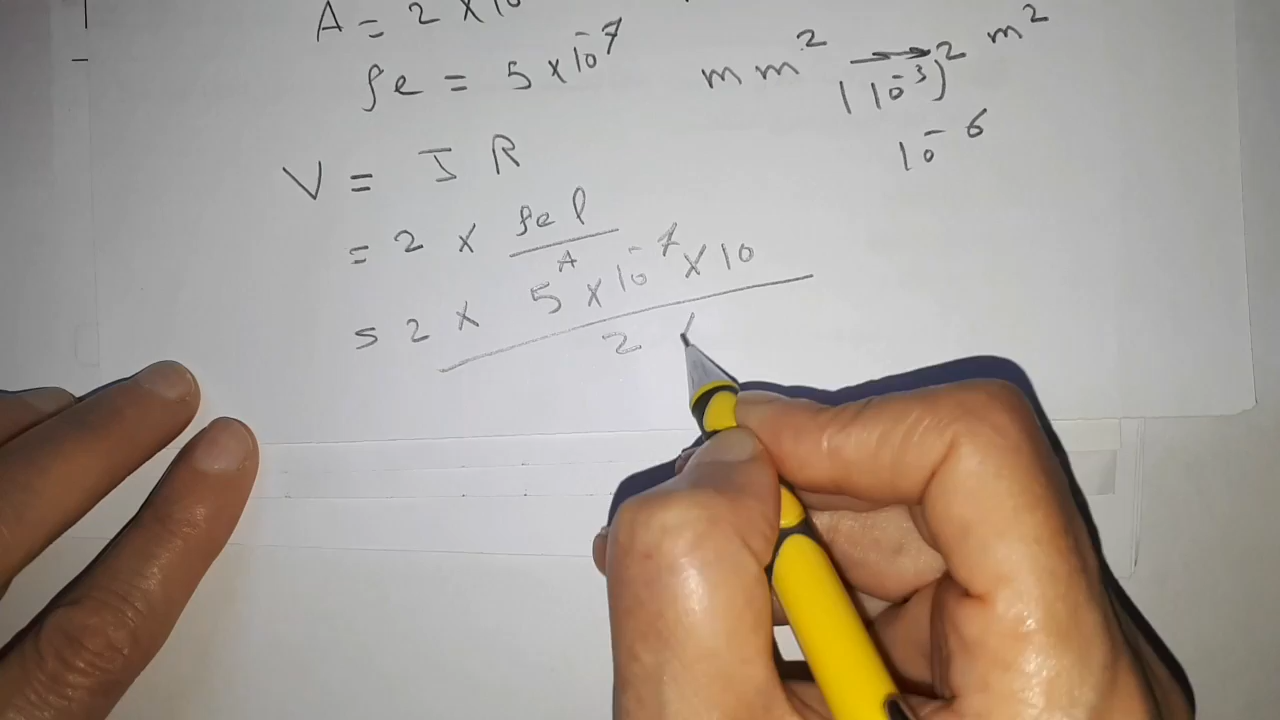 A = 2 × 10
ρe = 5 × 10⁻⁷
mm² → (10⁻³)² m²
10⁻⁶
V = I R
= 2 × ρe l / A
= 2 × 5 × 10⁻⁷ × 10 / 2